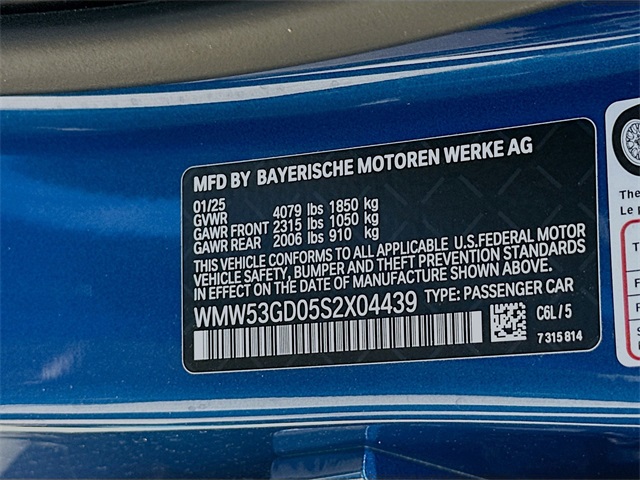 MFD BY BAYERISCHE MOTOREN WERKE AG
01/25
GVWR 4079 lbs 1850 kg
GAWR FRONT 2315 lbs 1050 kg
GAWR REAR 2006 lbs 910 kg
THIS VEHICLE CONFORMS TO ALL APPLICABLE U.S.FEDERAL MOTOR
VEHICLE SAFETY, BUMPER AND THEFT PREVENTION STANDARDS
IN EFFECT ON THE DATE OF MANUFACTURE SHOWN ABOVE.
WMW53GD05S2X04439 TYPE: PASSENGER CAR
C6L / 5
7 315 814
The
Le